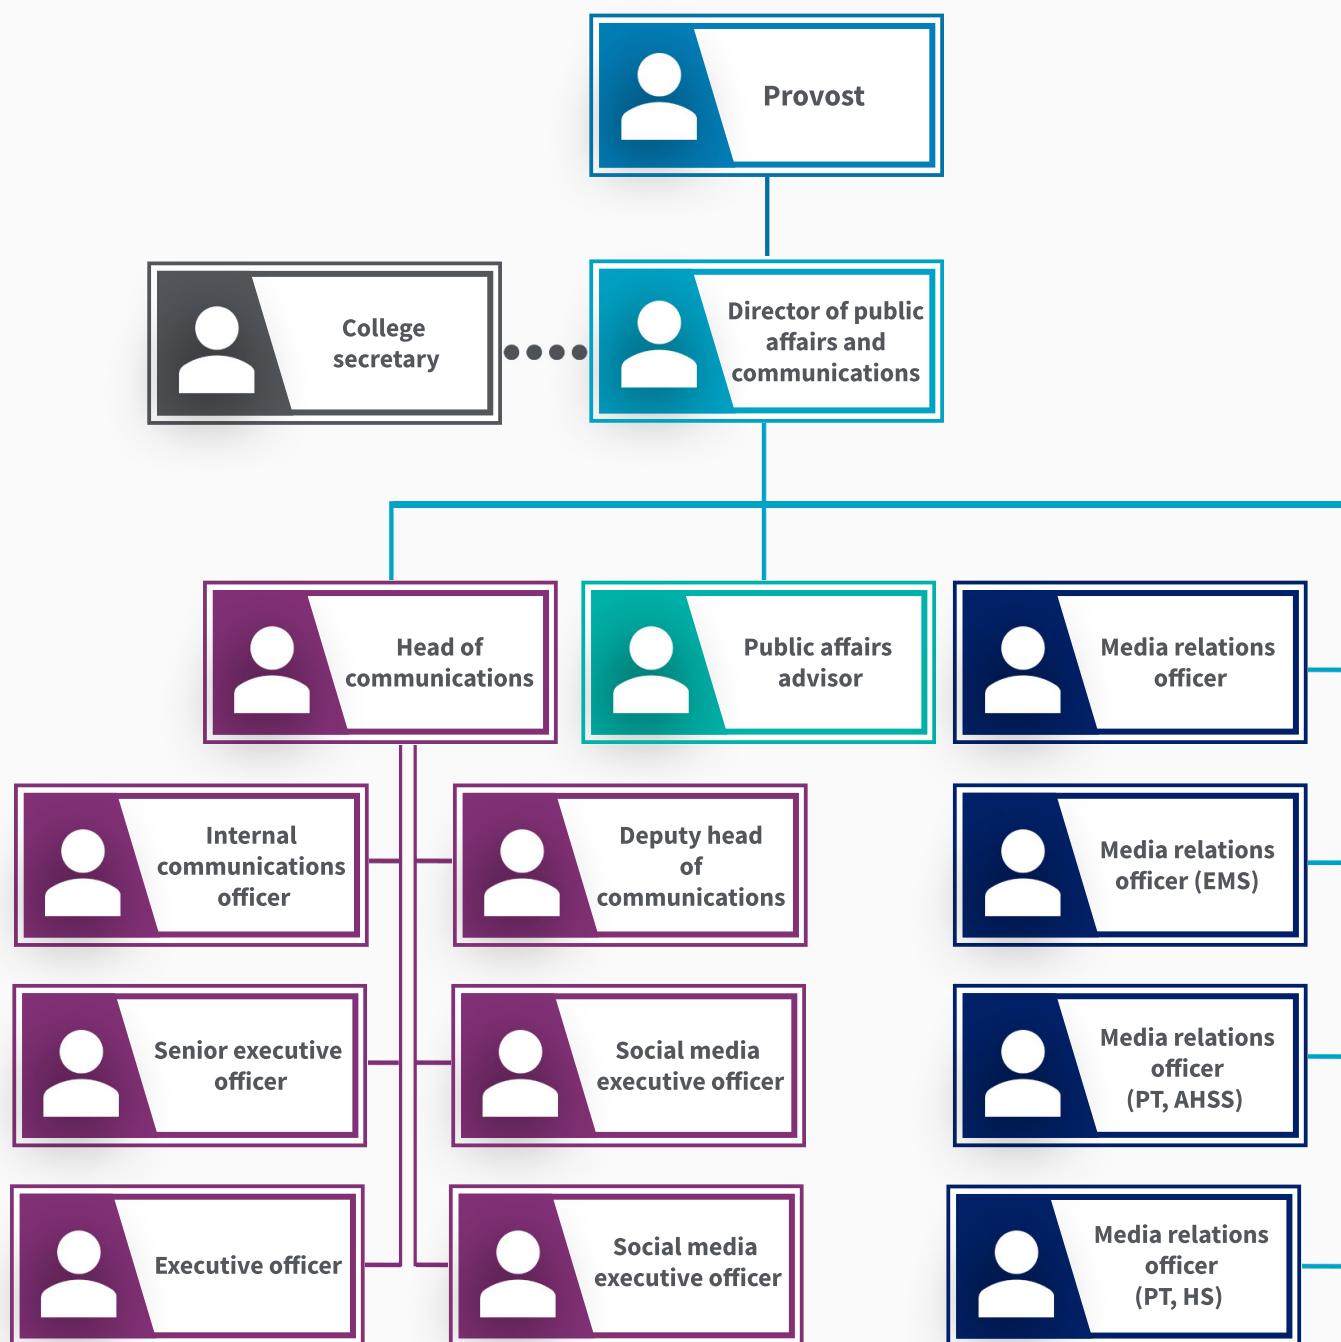 Provost
College
secretary
Director of public
affairs and
communications
Head of
communications
Public affairs
advisor
Media relations
officer
Internal
communications
officer
Deputy head
of
communications
Media relations
officer (EMS)
Senior executive
officer
Social media
executive officer
Media relations
officer
(PT, AHSS)
Executive officer
Social media
executive officer
Media relations
officer
(PT, HS)